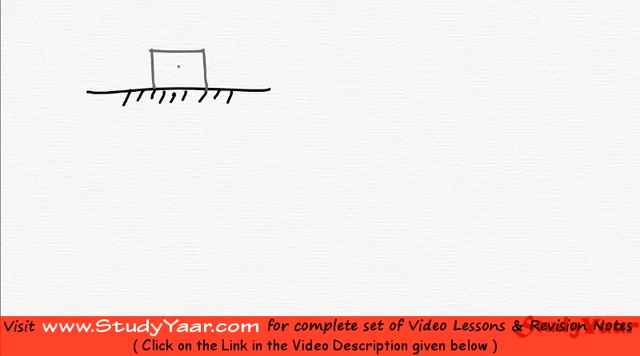 Visit www.StudyYaar.com for complete set of Video Lessons & Revision Notes
StudyYaar
( Click on the Link in the Video Description given below )